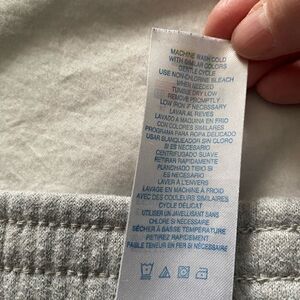 MACHINE WASH COLD
WITH SIMILAR COLORS
GENTLE CYCLE
USE NON-CHLORINE BLEACH
WHEN NEEDED
TUMBLE DRY LOW
REMOVE PROMPTLY
LOW IRON IF NECESSARY
LAVAR AL REVES
LAVADO A MAQUINA EN FRIO
CON COLORES SIMILARES
PROGRAMA PARA ROPA DELICADO
USAR BLANQUEADOR SIN CLORO
SI ES NECESARIO
CENTRIFUGADO SUAVE
RETIRAR RAPIDAMENTE
PLANCHADO TIBIO SI
ES NECESARIO
LAVER À L'ENVERS
LAVAGE EN MACHINE À FROID
AVEC DES COULEURS SIMILAIRES
CYCLE DÉLICAT
UTILISER UN JAVELLISANT SANS
CHLORE SI NÉCESSAIRE
SÉCHER À BASSE TEMPÉRATURE
RETIREZ RAPIDEMENT
FAIBLE TENEUR EN FER SI NÉCESSAIRE